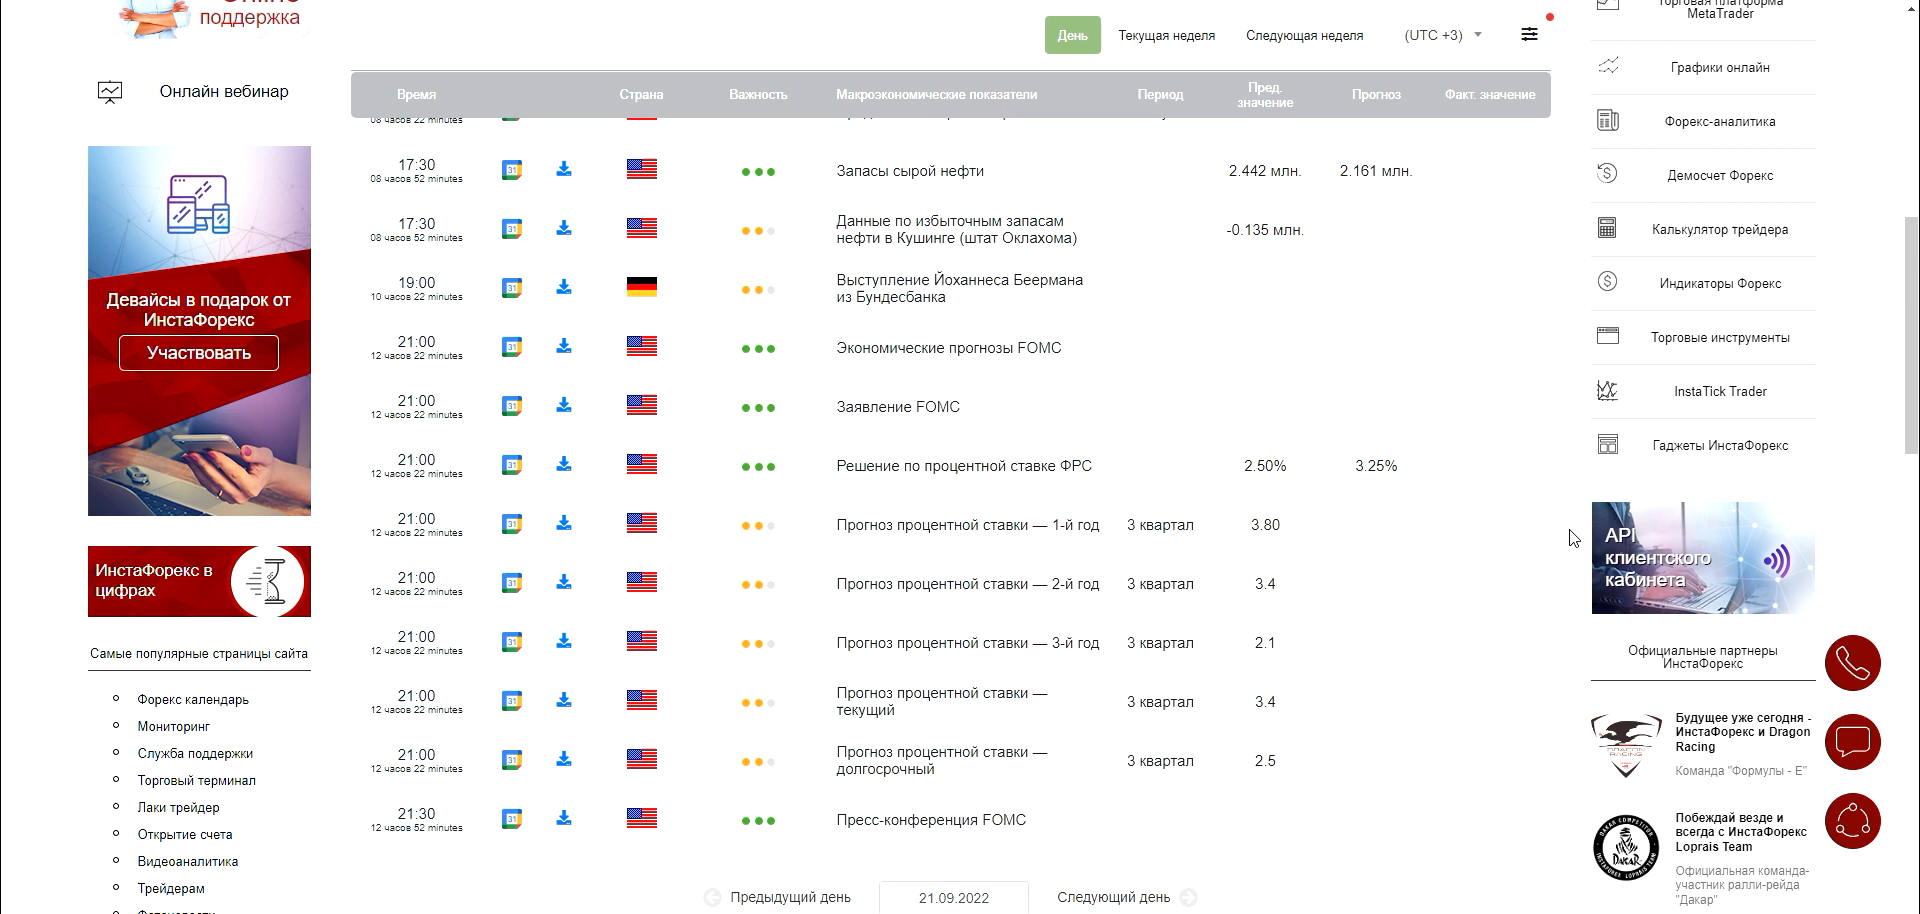 поддержка
Онлайн вебинар
Девайсы в подарок от
ИнстаФорекс
Участвовать
ИнстаФорекс в
цифрах
Самые популярные страницы сайта
Форекс календарь
Мониторинг
Служба поддержки
Торговый терминал
Лаки трейдер
Открытие счета
Видеоаналитика
Трейдерам
День Текущая неделя Следующая неделя (UTC +3)
Время Страна Важность Макроэкономические показатели Период Пред. значение Прогноз Факт. значение
08 часов 22 minutes
17:30 Запасы сырой нефти 2.442 млн. 2.161 млн.
08 часов 52 minutes
17:30 Данные по избыточным запасам
08 часов 52 minutes нефти в Кушинге (штат Оклахома) -0.135 млн.
19:00 Выступление Йоханнеса Беермана
10 часов 22 minutes из Бундесбанка
21:00 Экономические прогнозы FOMC
12 часов 22 minutes
21:00 Заявление FOMC
12 часов 22 minutes
21:00 Решение по процентной ставке ФРС 2.50% 3.25%
12 часов 22 minutes
21:00 Прогноз процентной ставки — 1-й год 3 квартал 3.80
12 часов 22 minutes
21:00 Прогноз процентной ставки — 2-й год 3 квартал 3.4
12 часов 22 minutes
21:00 Прогноз процентной ставки — 3-й год 3 квартал 2.1
12 часов 22 minutes
21:00 Прогноз процентной ставки —
12 часов 22 minutes текущий 3 квартал 3.4
21:00 Прогноз процентной ставки —
12 часов 22 minutes долгосрочный 3 квартал 2.5
21:30 Пресс-конференция FOMC
12 часов 52 minutes
Предыдущий день 21.09.2022 Следующий день
Торговая платформа
MetaTrader
Графики онлайн
Форекс-аналитика
Демосчет Форекс
Калькулятор трейдера
Индикаторы Форекс
Торговые инструменты
InstaTick Trader
Гаджеты ИнстаФорекс
API
клиентского
кабинета
Официальные партнеры
ИнстаФорекс
Будущее уже сегодня -
ИнстаФорекс и Dragon
Racing
Команда "Формулы - Е"
Побеждай везде и
всегда с ИнстаФорекс
Loprais Team
Официальная команда-
участник ралли-рейда
"Дакар"